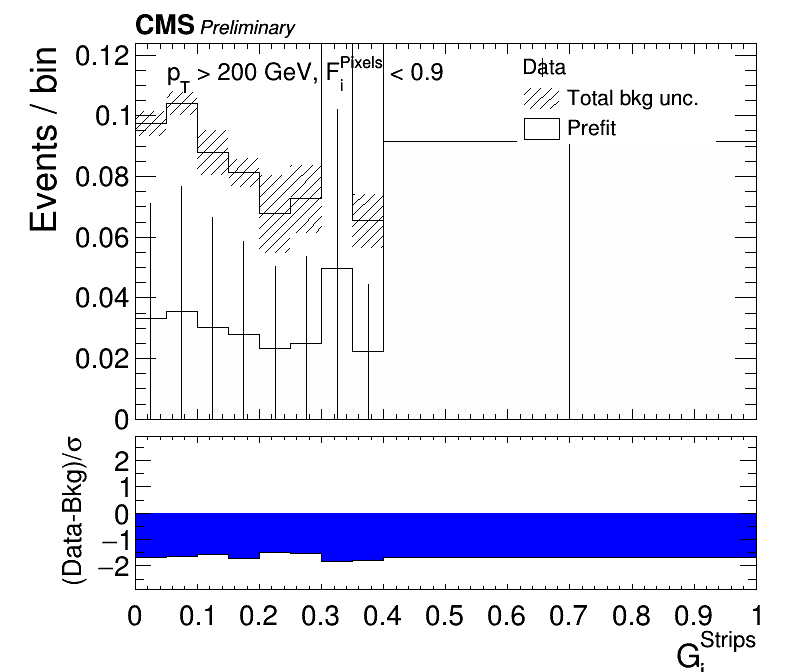 CMS Preliminary
Events / bin
0.12
0.1
0.08
0.06
0.04
0.02
0
p_T > 200 GeV, F_i^Pixels < 0.9
Data
Total bkg unc.
Prefit
(Data-Bkg)/σ
2
1
0
−1
−2
0 0.1 0.2 0.3 0.4 0.5 0.6 0.7 0.8 0.9 1
G_i^Strips